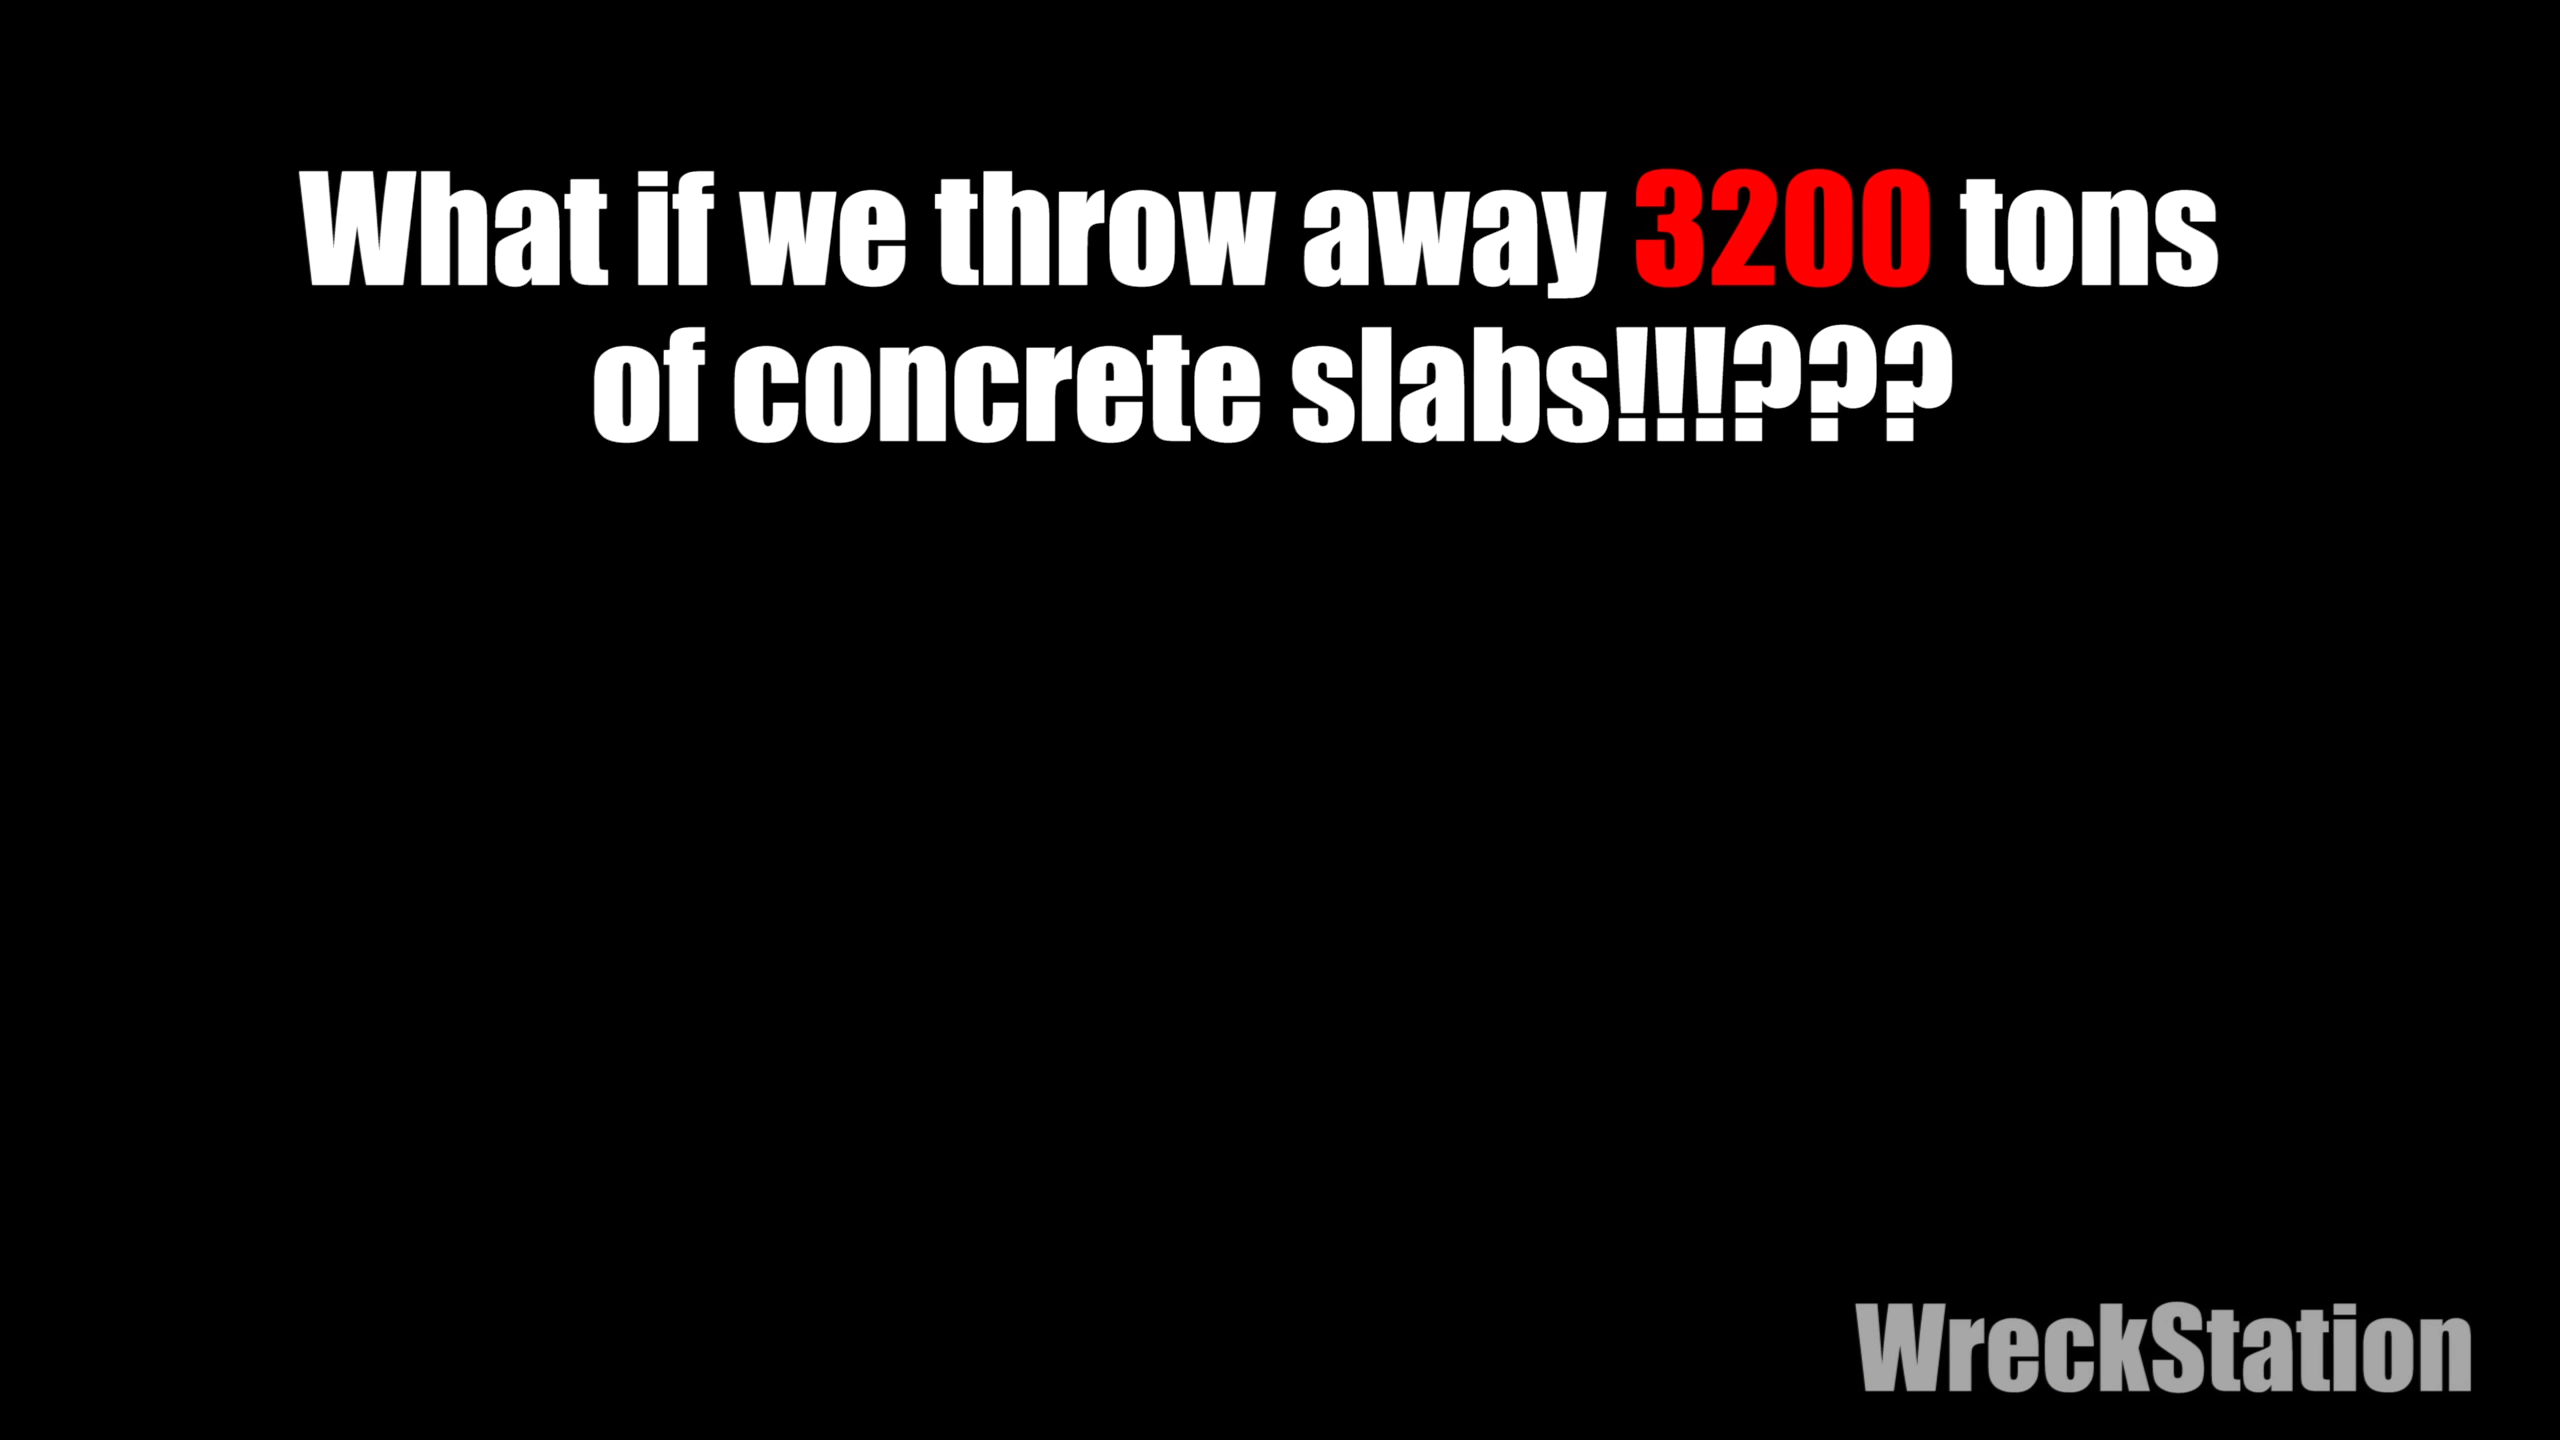 What if we throw away 3200 tons
of concrete slabs!!!???
WreckStation